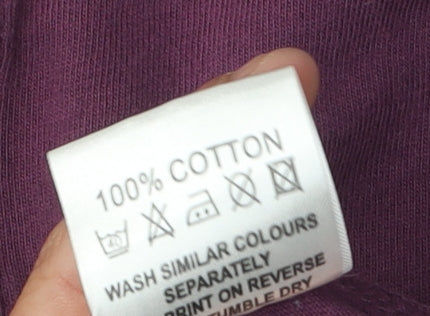 100% COTTON
40
WASH SIMILAR COLOURS
SEPARATELY
PRINT ON REVERSE
TUMBLE DRY